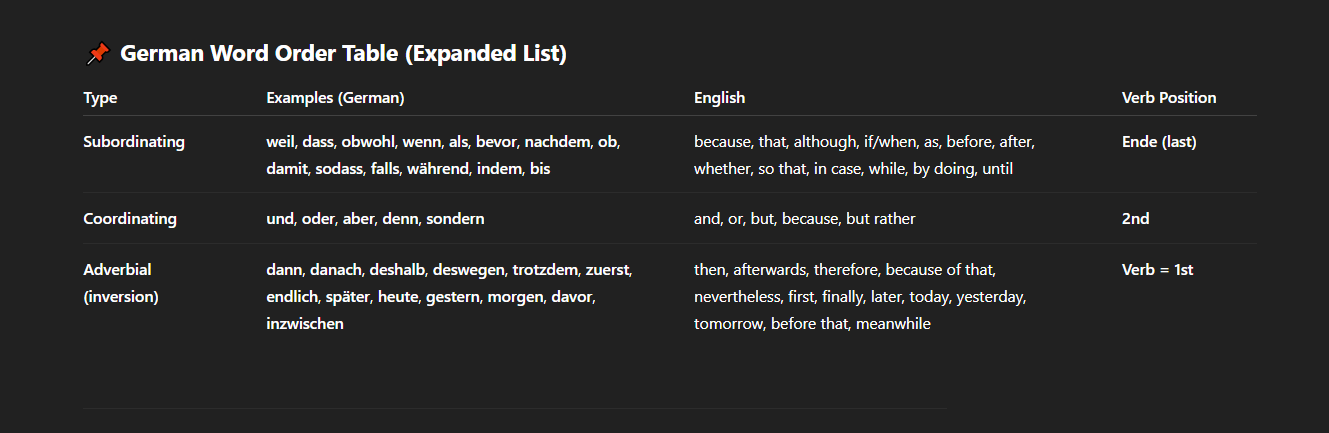 📌 German Word Order Table (Expanded List)
Type Examples (German) English Verb Position
Subordinating weil, dass, obwohl, wenn, als, bevor, nachdem, ob, because, that, although, if/when, as, before, after, Ende (last)
damit, sodass, falls, während, indem, bis whether, so that, in case, while, by doing, until
Coordinating und, oder, aber, denn, sondern and, or, but, because, but rather 2nd
Adverbial dann, danach, deshalb, deswegen, trotzdem, zuerst, then, afterwards, therefore, because of that, Verb = 1st
(inversion) endlich, später, heute, gestern, morgen, davor, nevertheless, first, finally, later, today, yesterday,
inzwischen tomorrow, before that, meanwhile